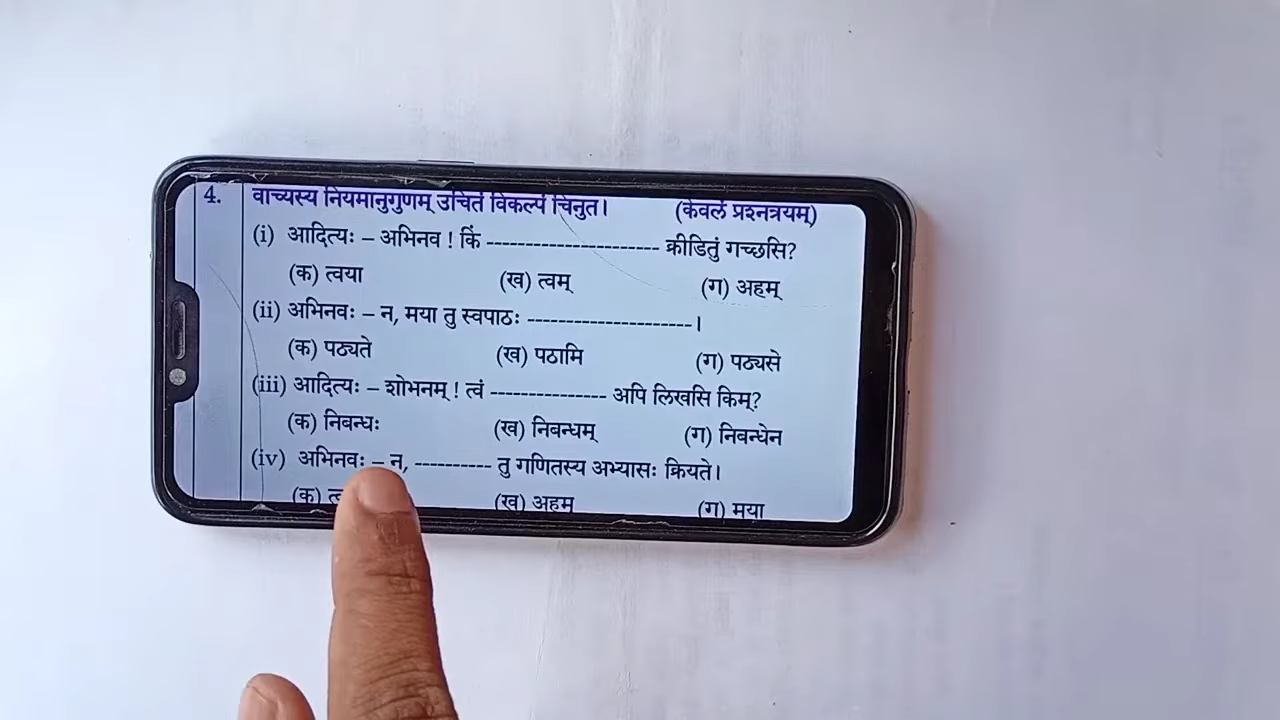 4. वाच्यस्य नियमानुगुणम् उचितं विकल्पं चिनुत। (केवलं प्रश्नत्रयम्)
(i) आदित्यः – अभिनव ! किं ---------------------- क्रीडितुं गच्छसि?
(क) त्वया (ख) त्वम् (ग) अहम्
(ii) अभिनवः – न, मया तु स्वपाठः ---------------------।
(क) पठ्यते (ख) पठामि (ग) पठ्यसे
(iii) आदित्यः – शोभनम् ! त्वं --------------- अपि लिखसि किम्?
(क) निबन्धः (ख) निबन्धम् (ग) निबन्धेन
(iv) अभिनवः – न, ---------- तु गणितस्य अभ्यासः क्रियते।
(क) (ख) अहम् (ग) मया